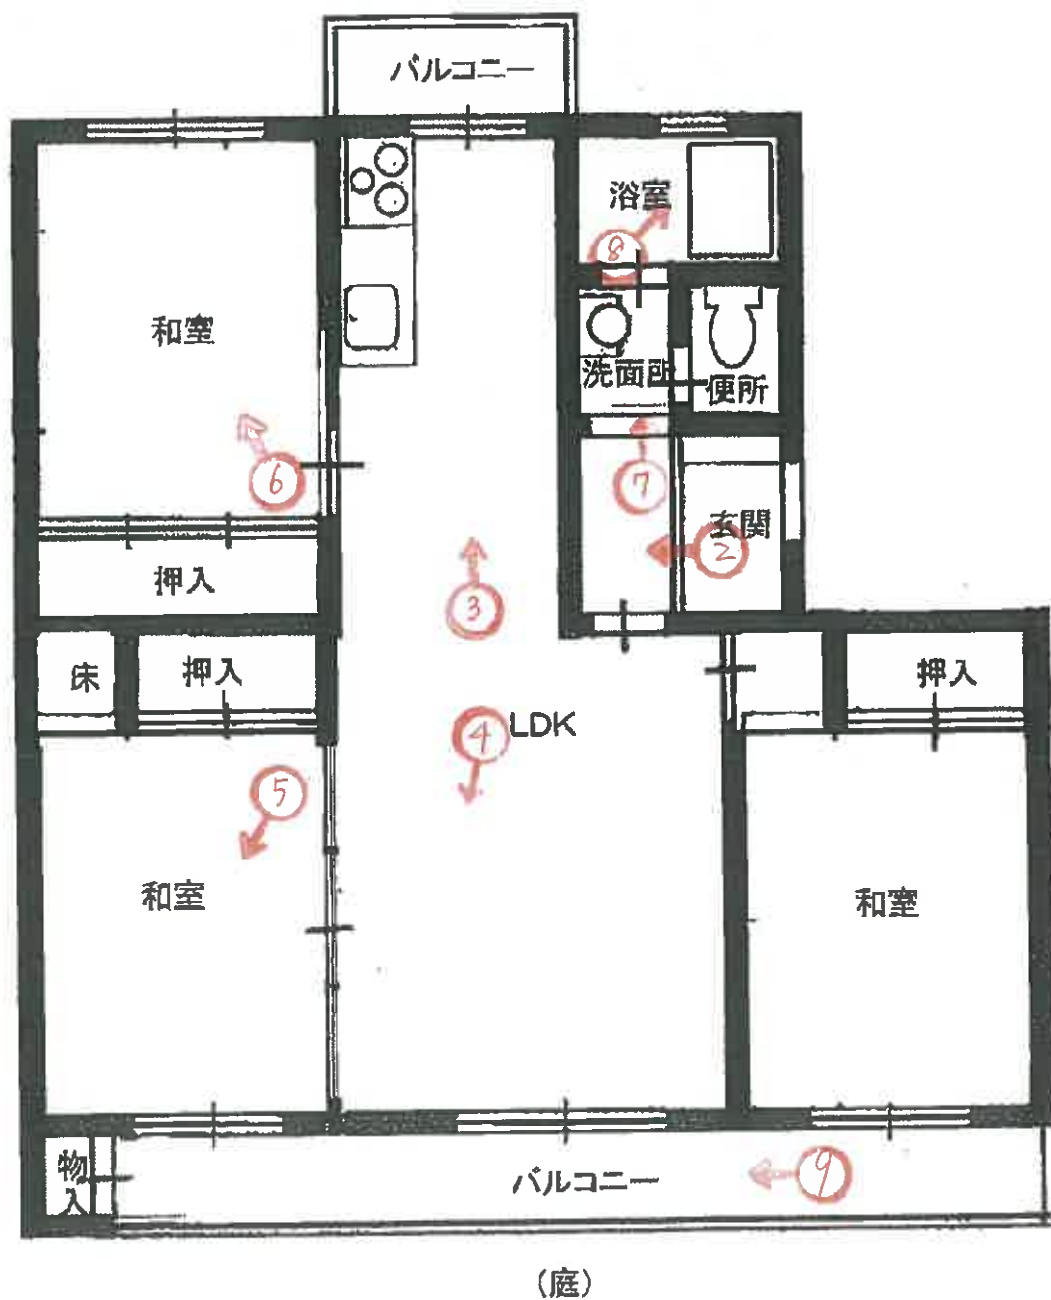 バルコニー
浴室
⑧
和室
洗面所
便所
⑥
⑦
玄関
②
押入
③
床
押入
押入
④
LDK
⑤
和室
和室
物入
バルコニー
⑨
(庭)